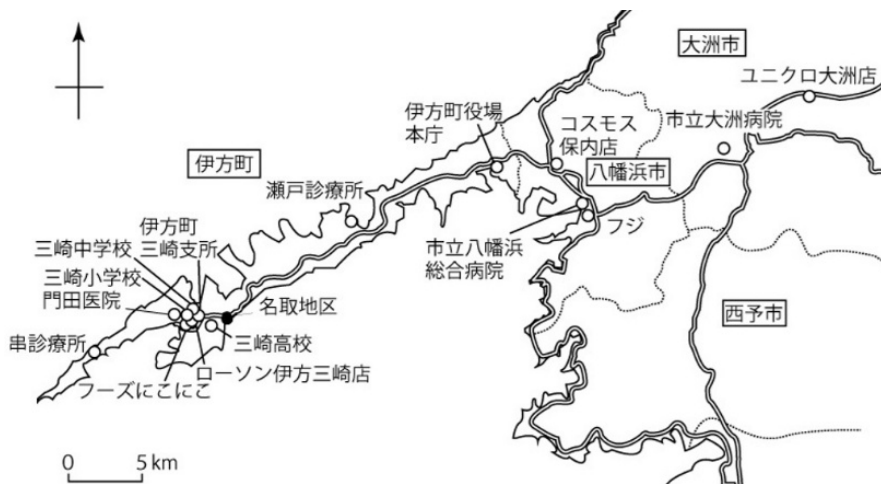 大洲市
ユニクロ大洲店
伊方町役場
本庁
コスモス
保内店
市立大洲病院
伊方町
八幡浜市
瀬戸診療所
フジ
伊方町
三崎支所
三崎中学校
市立八幡浜
総合病院
三崎小学校
門田医院
名取地区
西予市
串診療所
三崎高校
ローソン伊方三崎店
フーズにこにこ
0 5 km